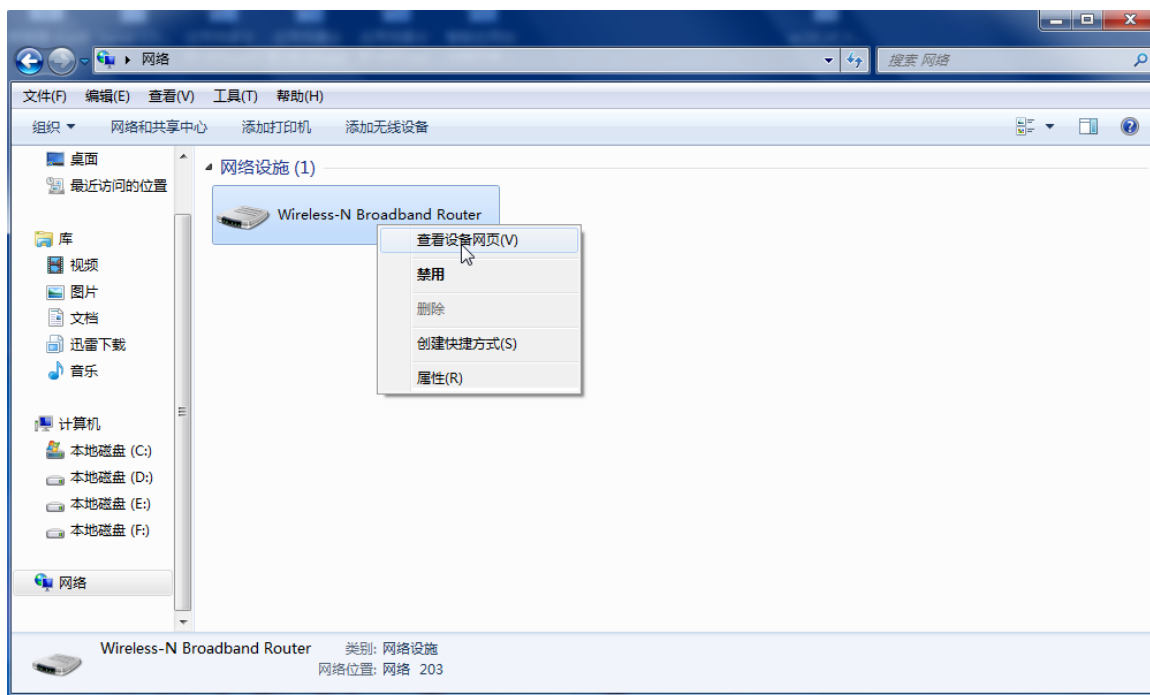 网络
搜索 网络
文件(F) 编辑(E) 查看(V) 工具(T) 帮助(H)
组织 网络和共享中心 添加打印机 添加无线设备
桌面
最近访问的位置
库
视频
图片
文档
迅雷下载
音乐
计算机
本地磁盘 (C:)
本地磁盘 (D:)
本地磁盘 (E:)
本地磁盘 (F:)
网络
网络设施 (1)
Wireless-N Broadband Router
查看设备网页(V)
禁用
删除
创建快捷方式(S)
属性(R)
Wireless-N Broadband Router 类别: 网络设施
网络位置: 网络 203